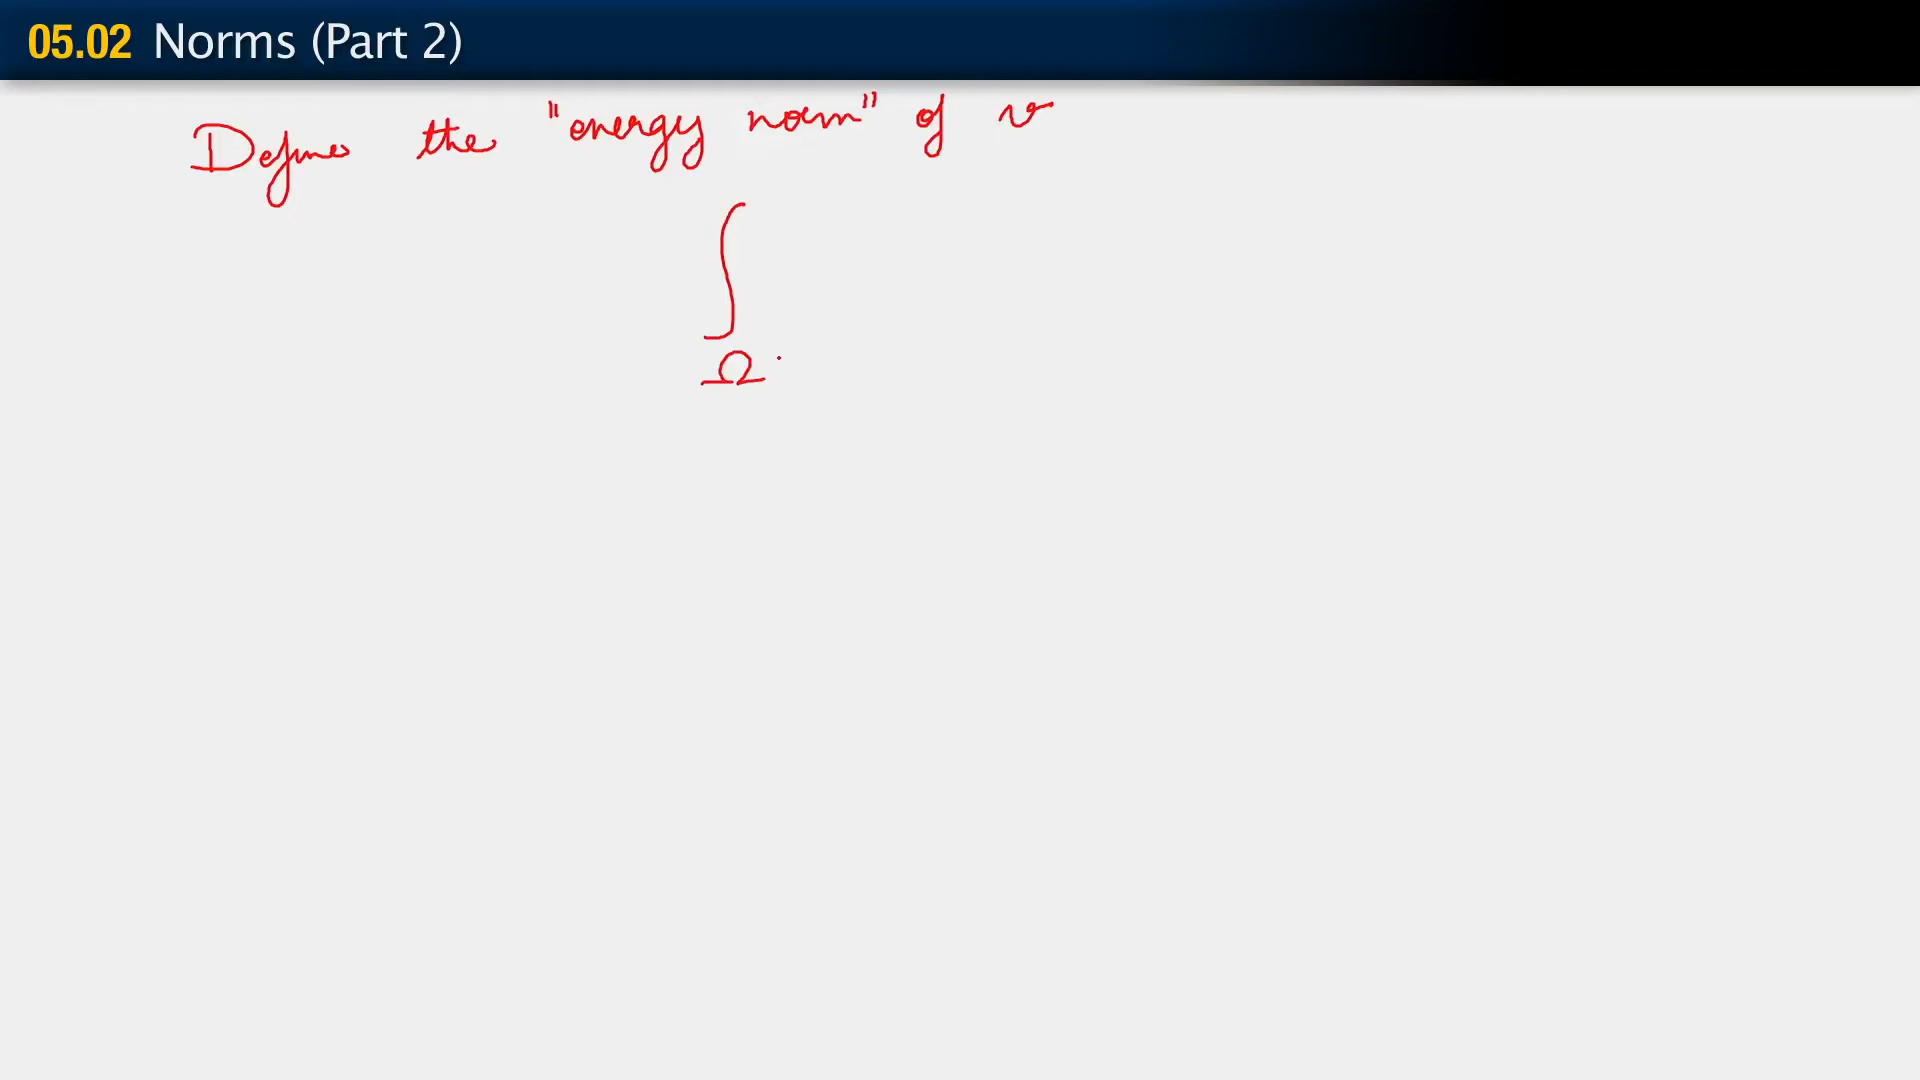 05.02 Norms (Part 2)
Define the "energy norm" of v
∫
Ω